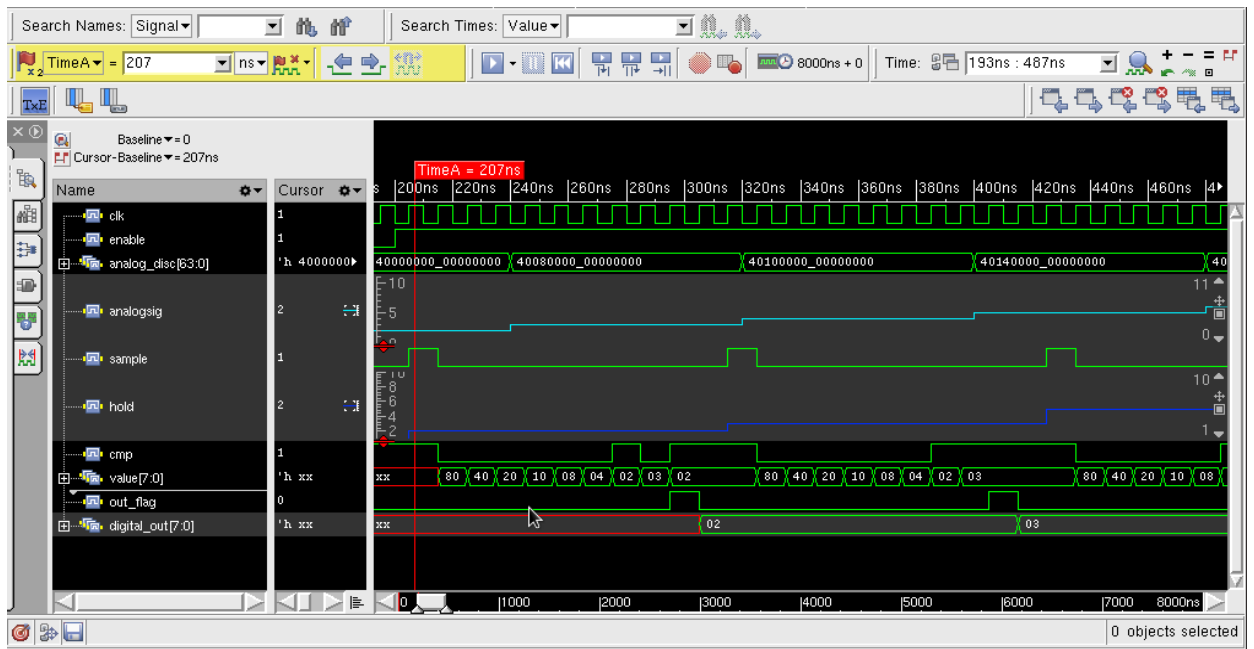 Search Names: Signal Search Times: Value
x 2 TimeA = 207 ns 8000ns + 0 Time: 193ns : 487ns
TxE
Baseline = 0
Cursor-Baseline = 207ns
TimeA = 207ns
Name Cursor s 200ns 220ns 240ns 260ns 280ns 300ns 320ns 340ns 360ns 380ns 400ns 420ns 440ns 460ns 4
clk 1
enable 1
analog_disc[63:0] 'h 4000000 40000000_00000000 40080000_00000000 40100000_00000000 40140000_00000000 40
10 11
analogsig 2 5
0
sample 1
10 10
8
hold 2 6
4
2 1
cmp 1
value[7:0] 'h xx xx 80 40 20 10 08 04 02 03 02 80 40 20 10 08 04 02 03 80 40 20 10 08
out_flag 0
digital_out[7:0] 'h xx xx 02 03
0 1000 2000 3000 4000 5000 6000 7000 8000ns
0 objects selected